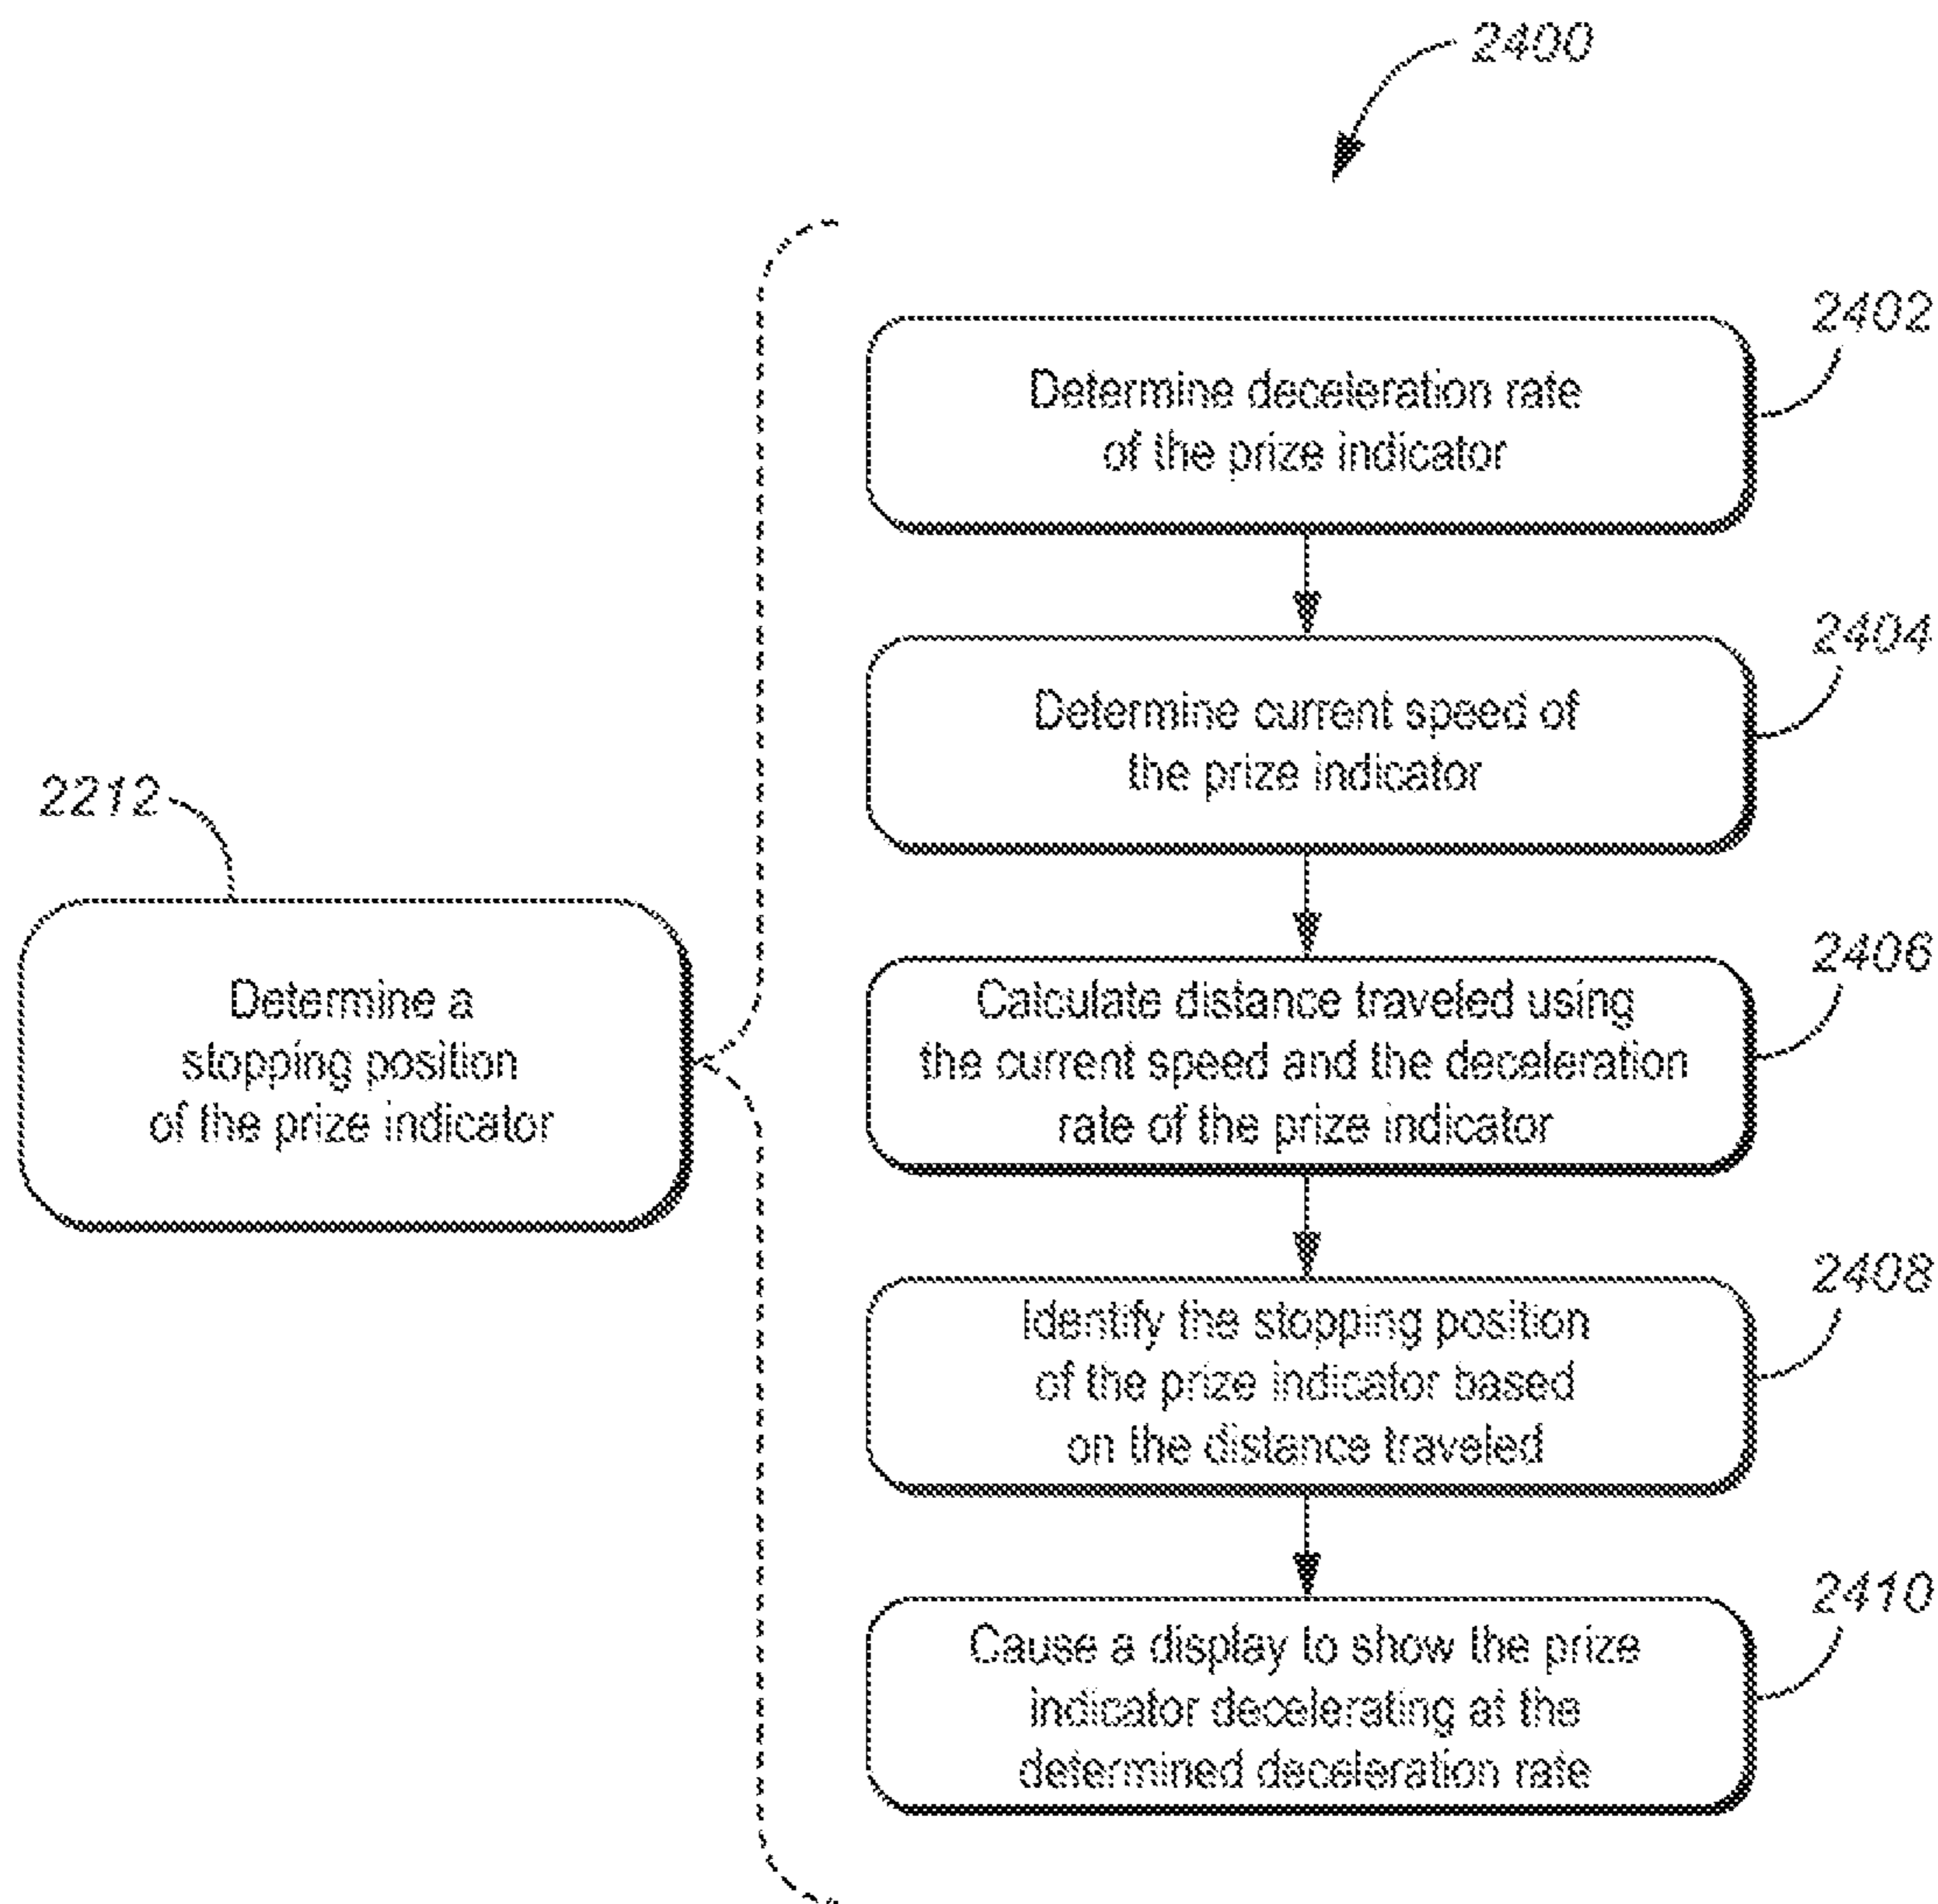 2400
2402
Determine deceleration rate
of the prize indicator
2404
Determine current speed of
the prize indicator
2212
Determine a
stopping position
of the prize indicator
2406
Calculate distance traveled using
the current speed and the deceleration
rate of the prize indicator
2408
Identify the stopping position
of the prize indicator based
on the distance traveled
2410
Cause a display to show the prize
indicator decelerating at the
determined deceleration rate